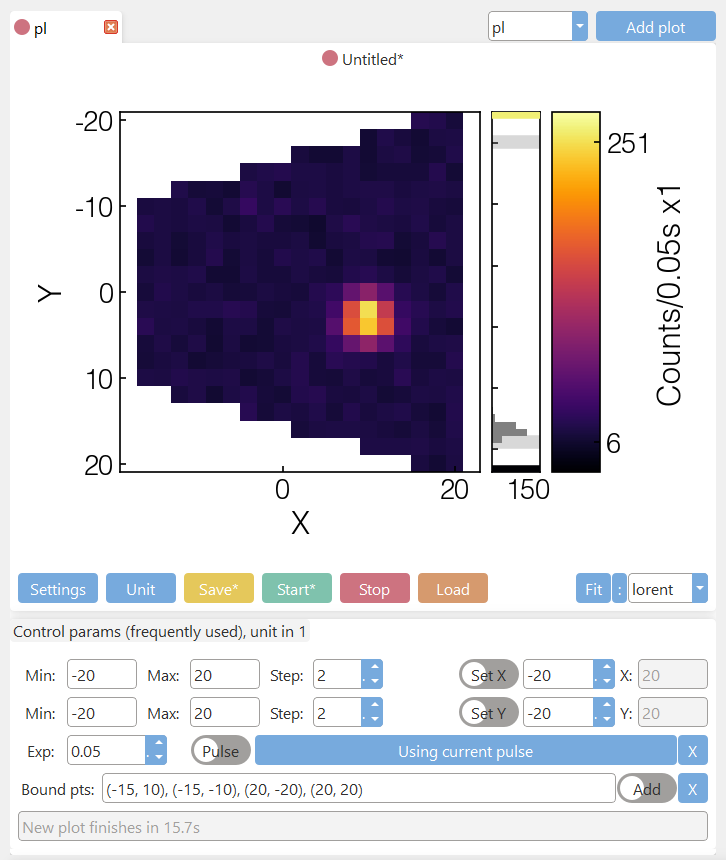 pl
pl
Add plot
Untitled*
-20
-10
0
10
20
Y
0
20
X
150
251
6
Counts/0.05s x1
Settings
Unit
Save*
Start*
Stop
Load
Fit
:
lorent
Control params (frequently used), unit in 1
Min: -20 Max: 20 Step: 2 Set X -20 X: 20
Min: -20 Max: 20 Step: 2 Set Y -20 Y: 20
Exp: 0.05 Pulse Using current pulse X
Bound pts: (-15, 10), (-15, -10), (20, -20), (20, 20) Add X
New plot finishes in 15.7s